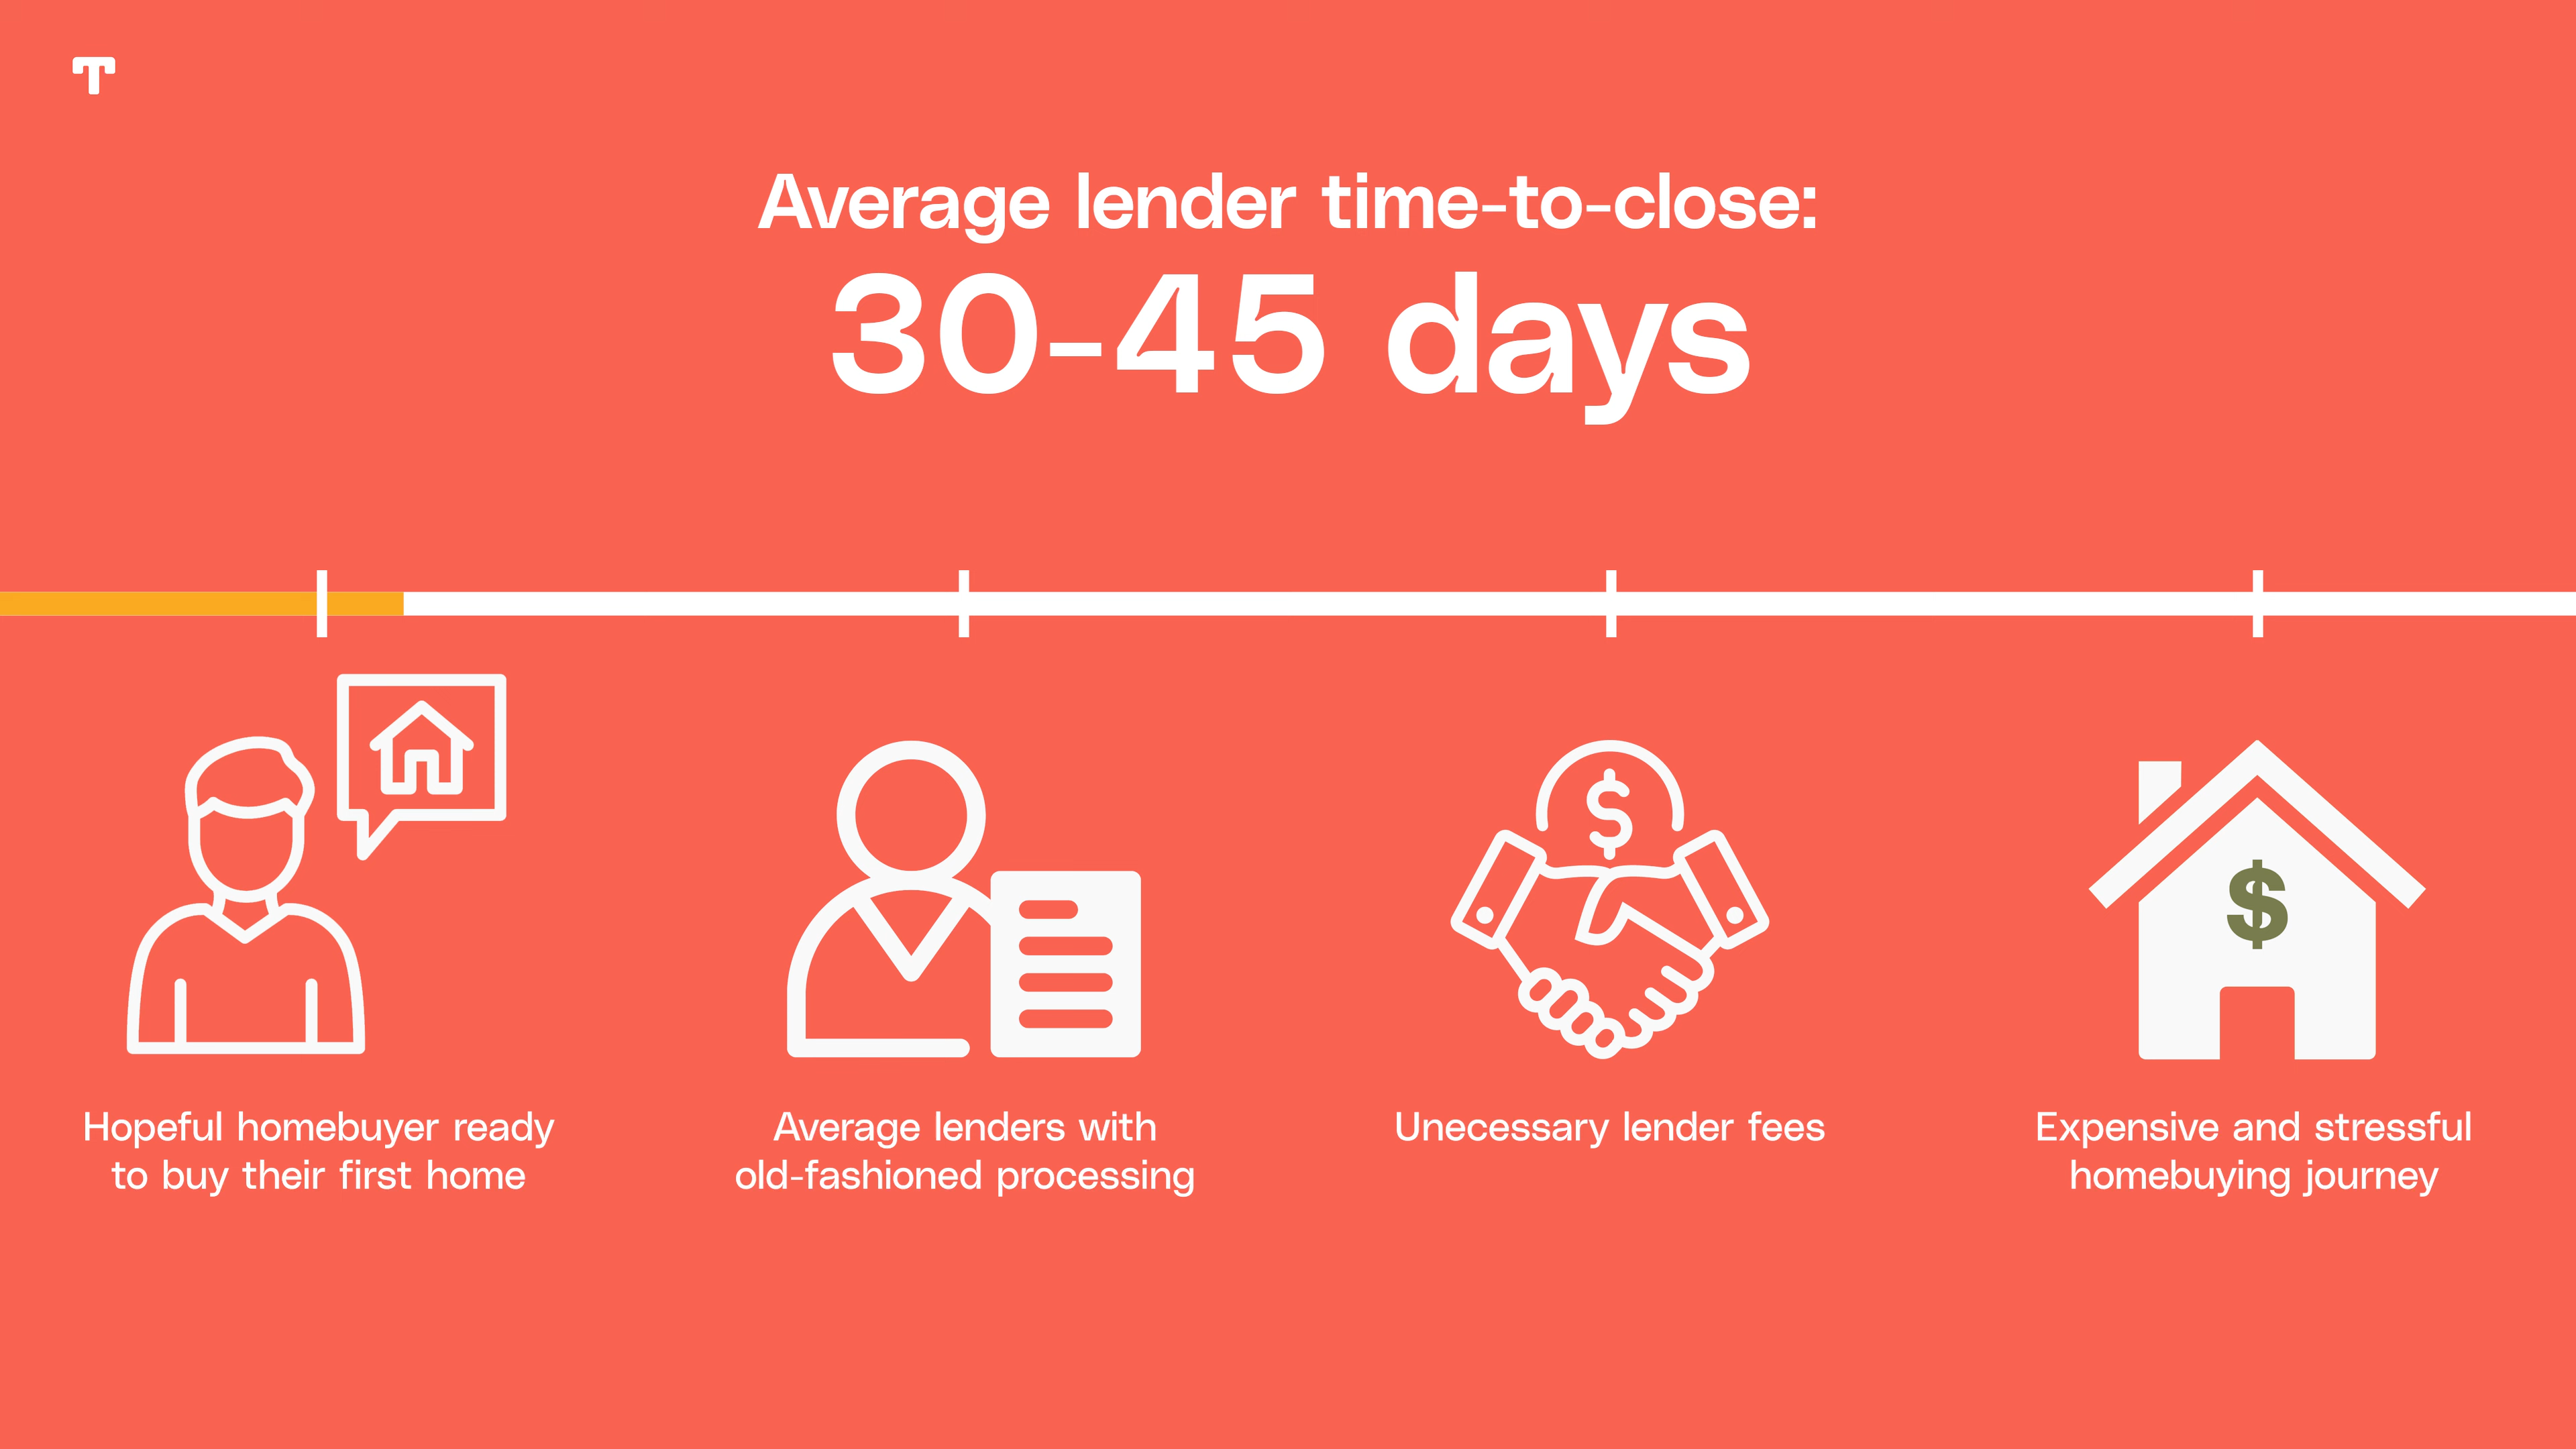 T
Average lender time-to-close:
30-45 days
$
$
Hopeful homebuyer ready
to buy their first home
Average lenders with
old-fashioned processing
Unecessary lender fees
Expensive and stressful
homebuying journey